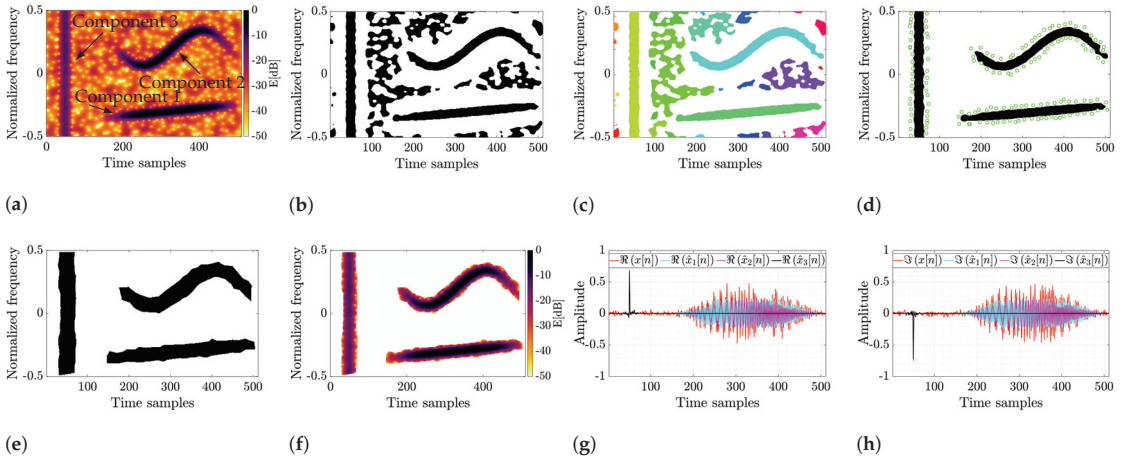 0.5
0
-0.5
Normalized frequency
0 200 400
Time samples
Component 3
Component 2
Component 1
0
-10
-20
-30
-40
-50
E[dB]
(a)
0.5
0
-0.5
Normalized frequency
100 200 300 400 500
Time samples
(b)
0.5
0
-0.5
Normalized frequency
100 200 300 400 500
Time samples
(c)
0.5
0
-0.5
Normalized frequency
100 200 300 400 500
Time samples
(d)
0.5
0
-0.5
Normalized frequency
100 200 300 400 500
Time samples
(e)
0.5
0
-0.5
Normalized frequency
200 400
Time samples
0
-10
-20
-30
-40
-50
E[dB]
(f)
1
0.5
0
-0.5
-1
Amplitude
ℜ(x[n]) ℜ(x̂₁[n]) ℜ(x̂₂[n]) ℜ(x̂₃[n])
100 200 300 400 500
Time samples
(g)
1
0.5
0
-0.5
-1
Amplitude
ℑ(x[n]) ℑ(x̂₁[n]) ℑ(x̂₂[n]) ℑ(x̂₃[n])
100 200 300 400 500
Time samples
(h)